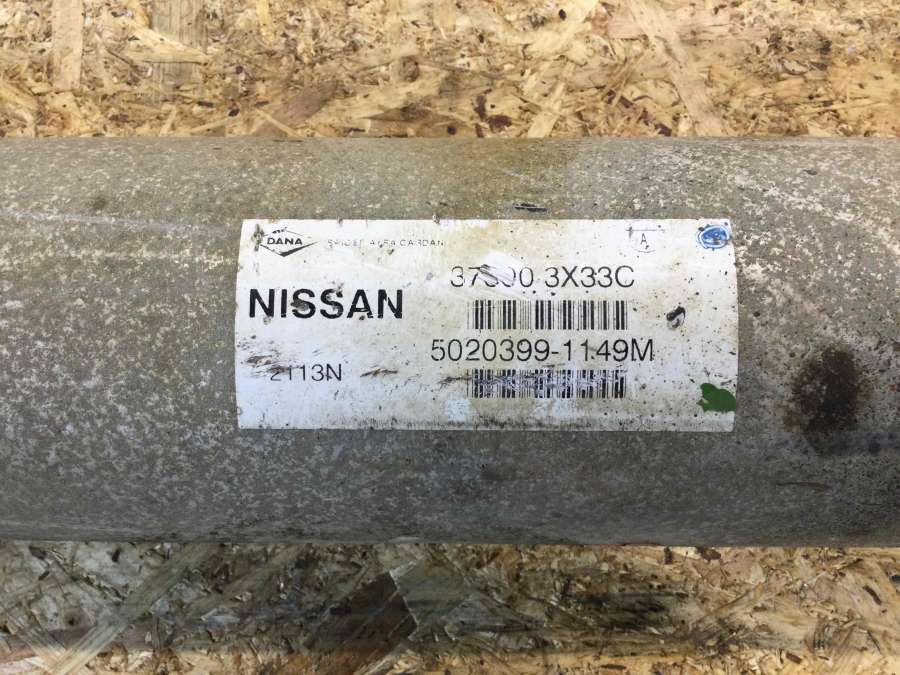 DANA
NISSAN
3X33C
5020399-1149M
2113N
A